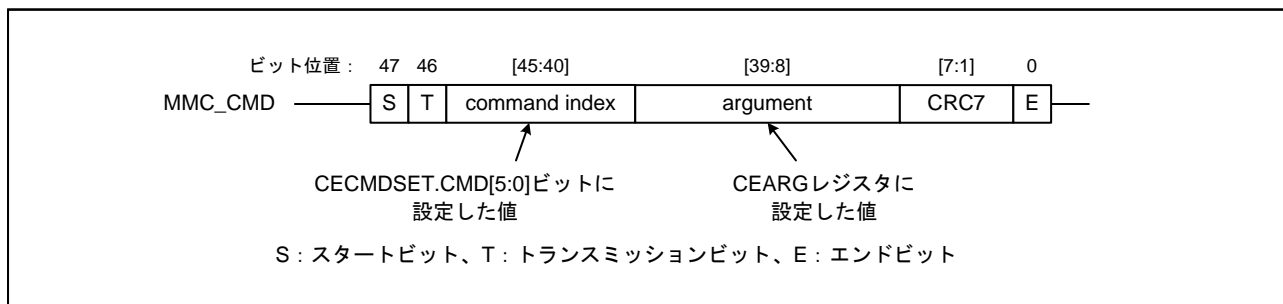 ビット位置： 47 46 [45:40] [39:8] [7:1] 0
MMC_CMD S T command index argument CRC7 E
CECMDSET.CMD[5:0]ビットに CEARGレジスタに
設定した値 設定した値
S：スタートビット、T：トランスミッションビット、E：エンドビット